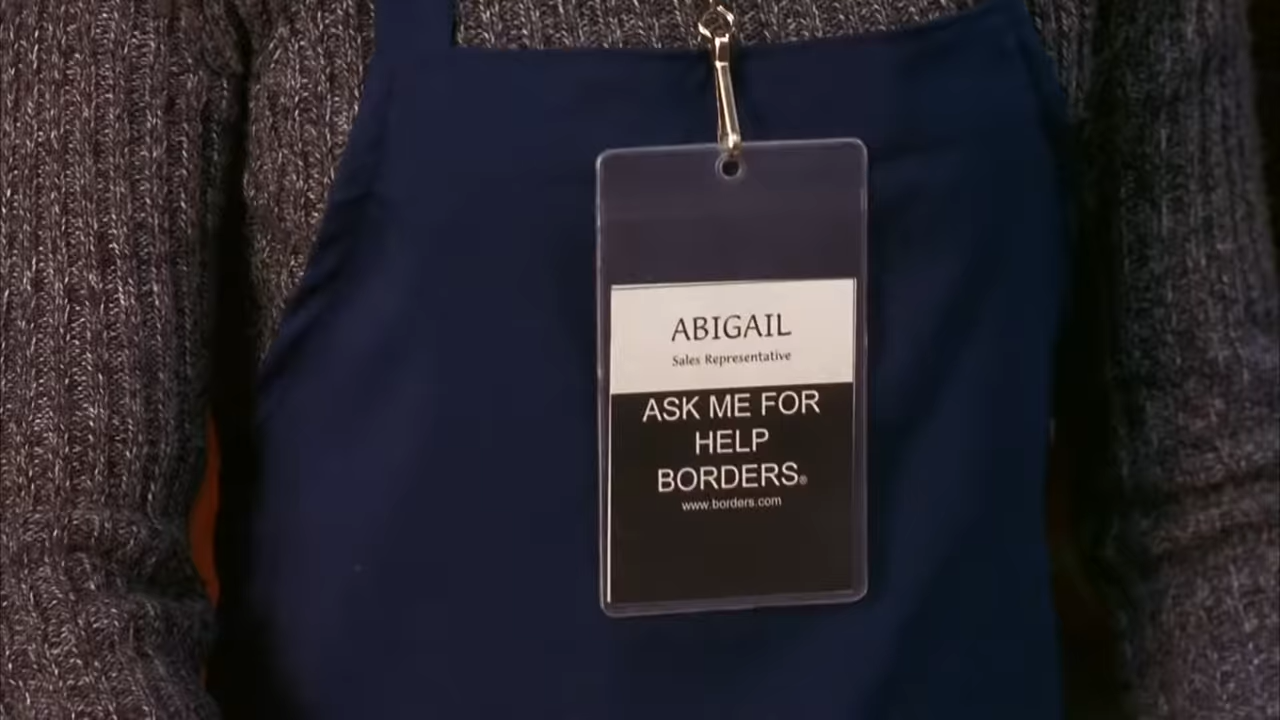 ABIGAIL
Sales Representative
ASK ME FOR
HELP
BORDERS®
www.borders.com